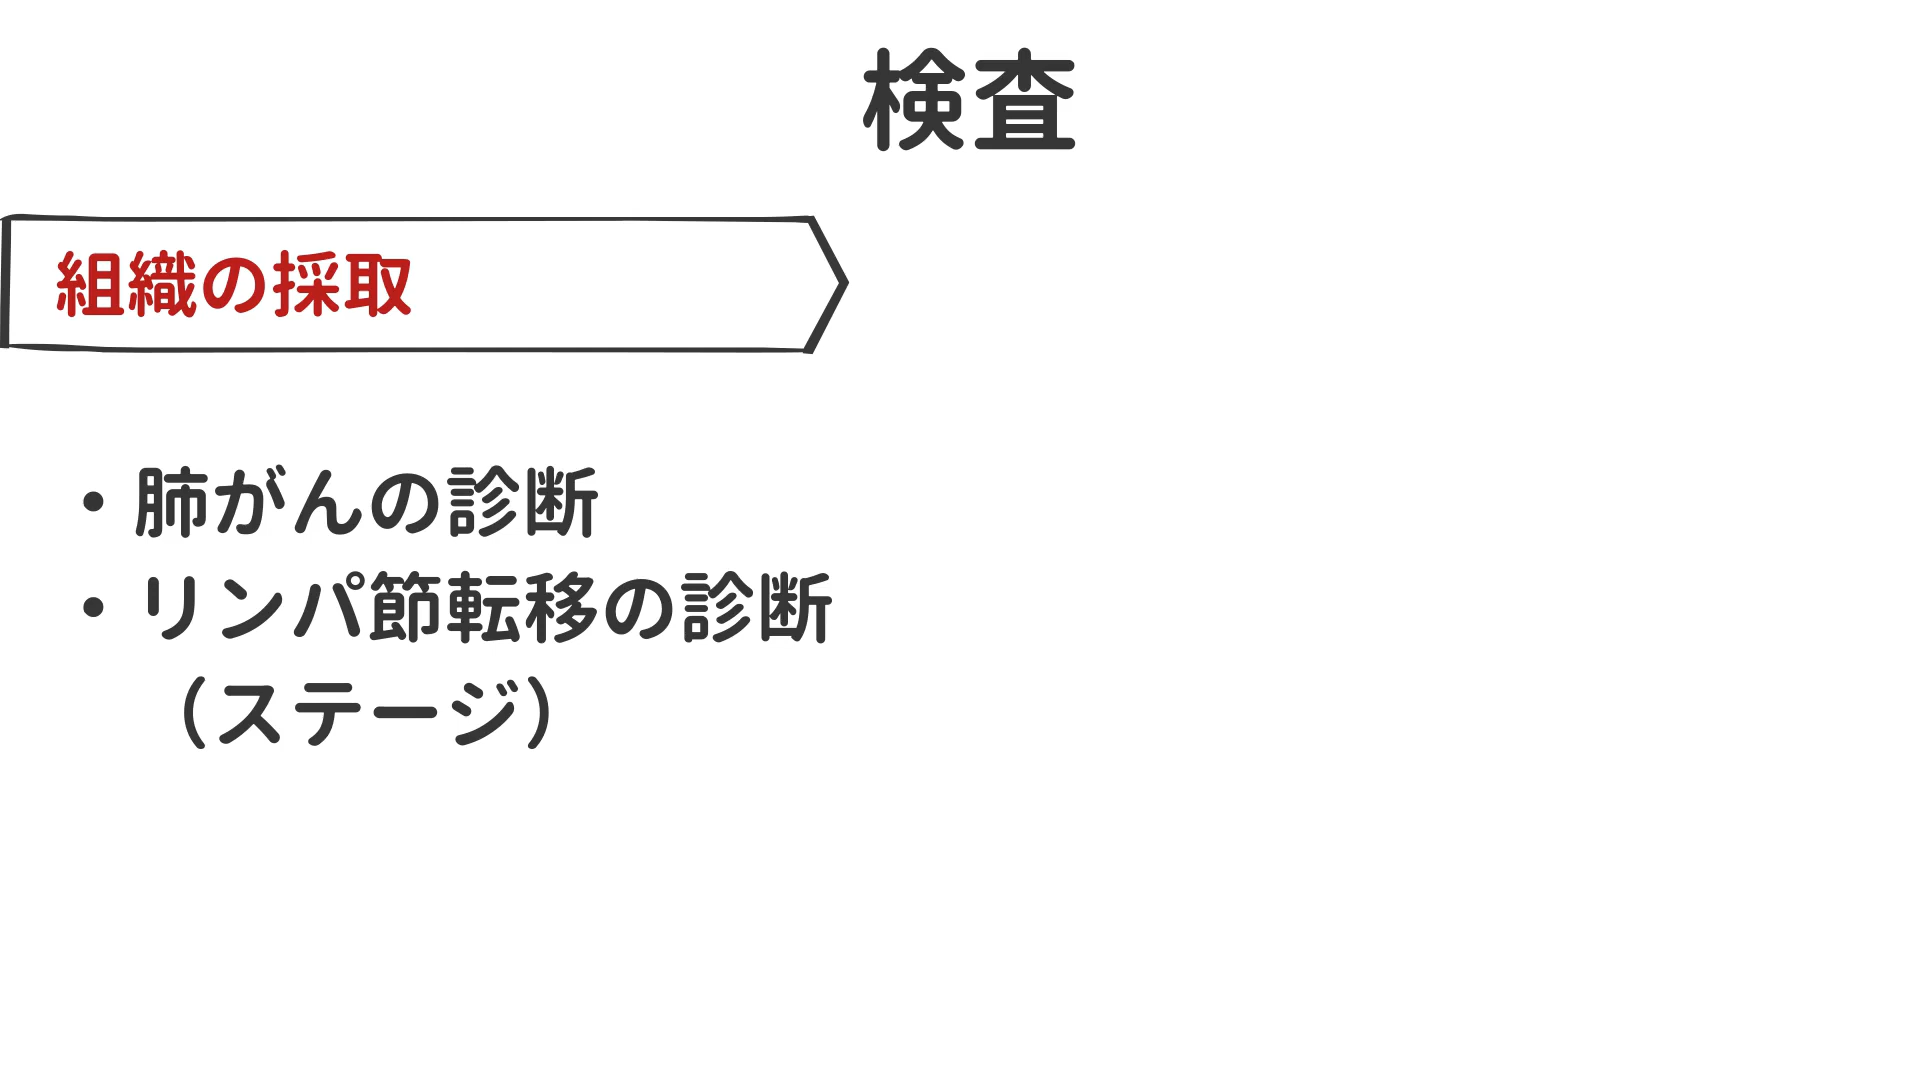 検査
組織の採取
・肺がんの診断
・リンパ節転移の診断
（ステージ）